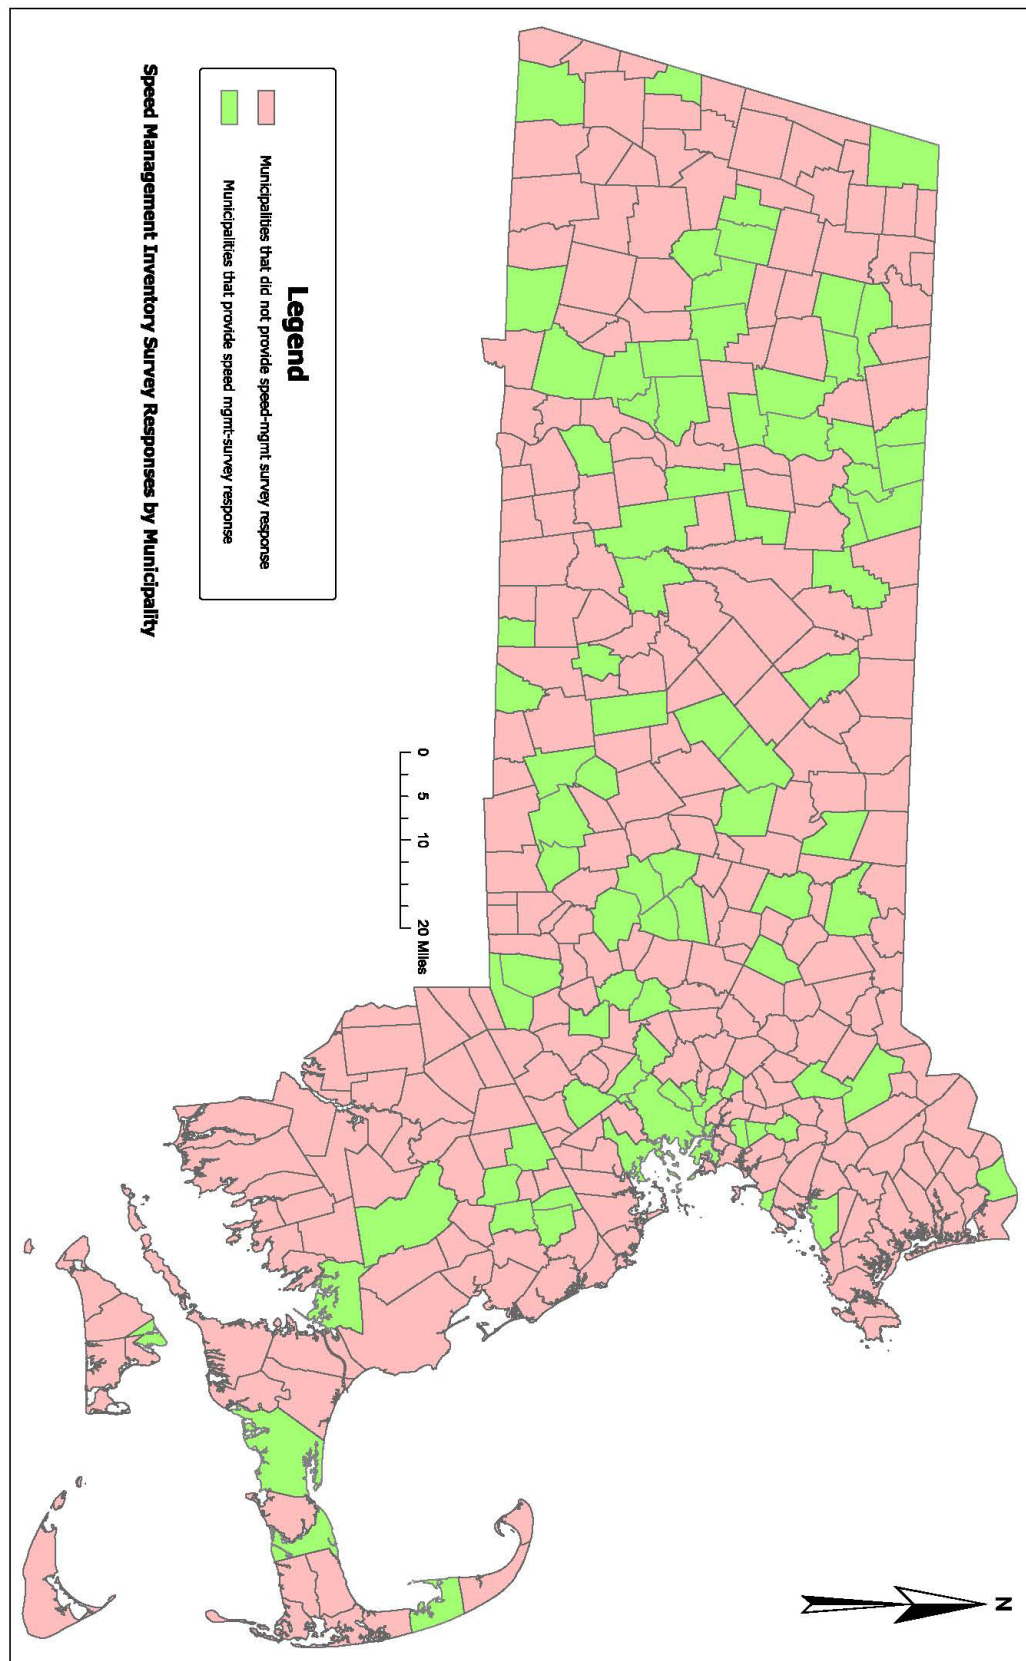 Legend
Municipalities that did not provide speed-mgmt survey response
Municipalities that provide speed mgmt-survey response
Speed Management Inventory Survey Responses by Municipality
0 5 10 20 Miles
N